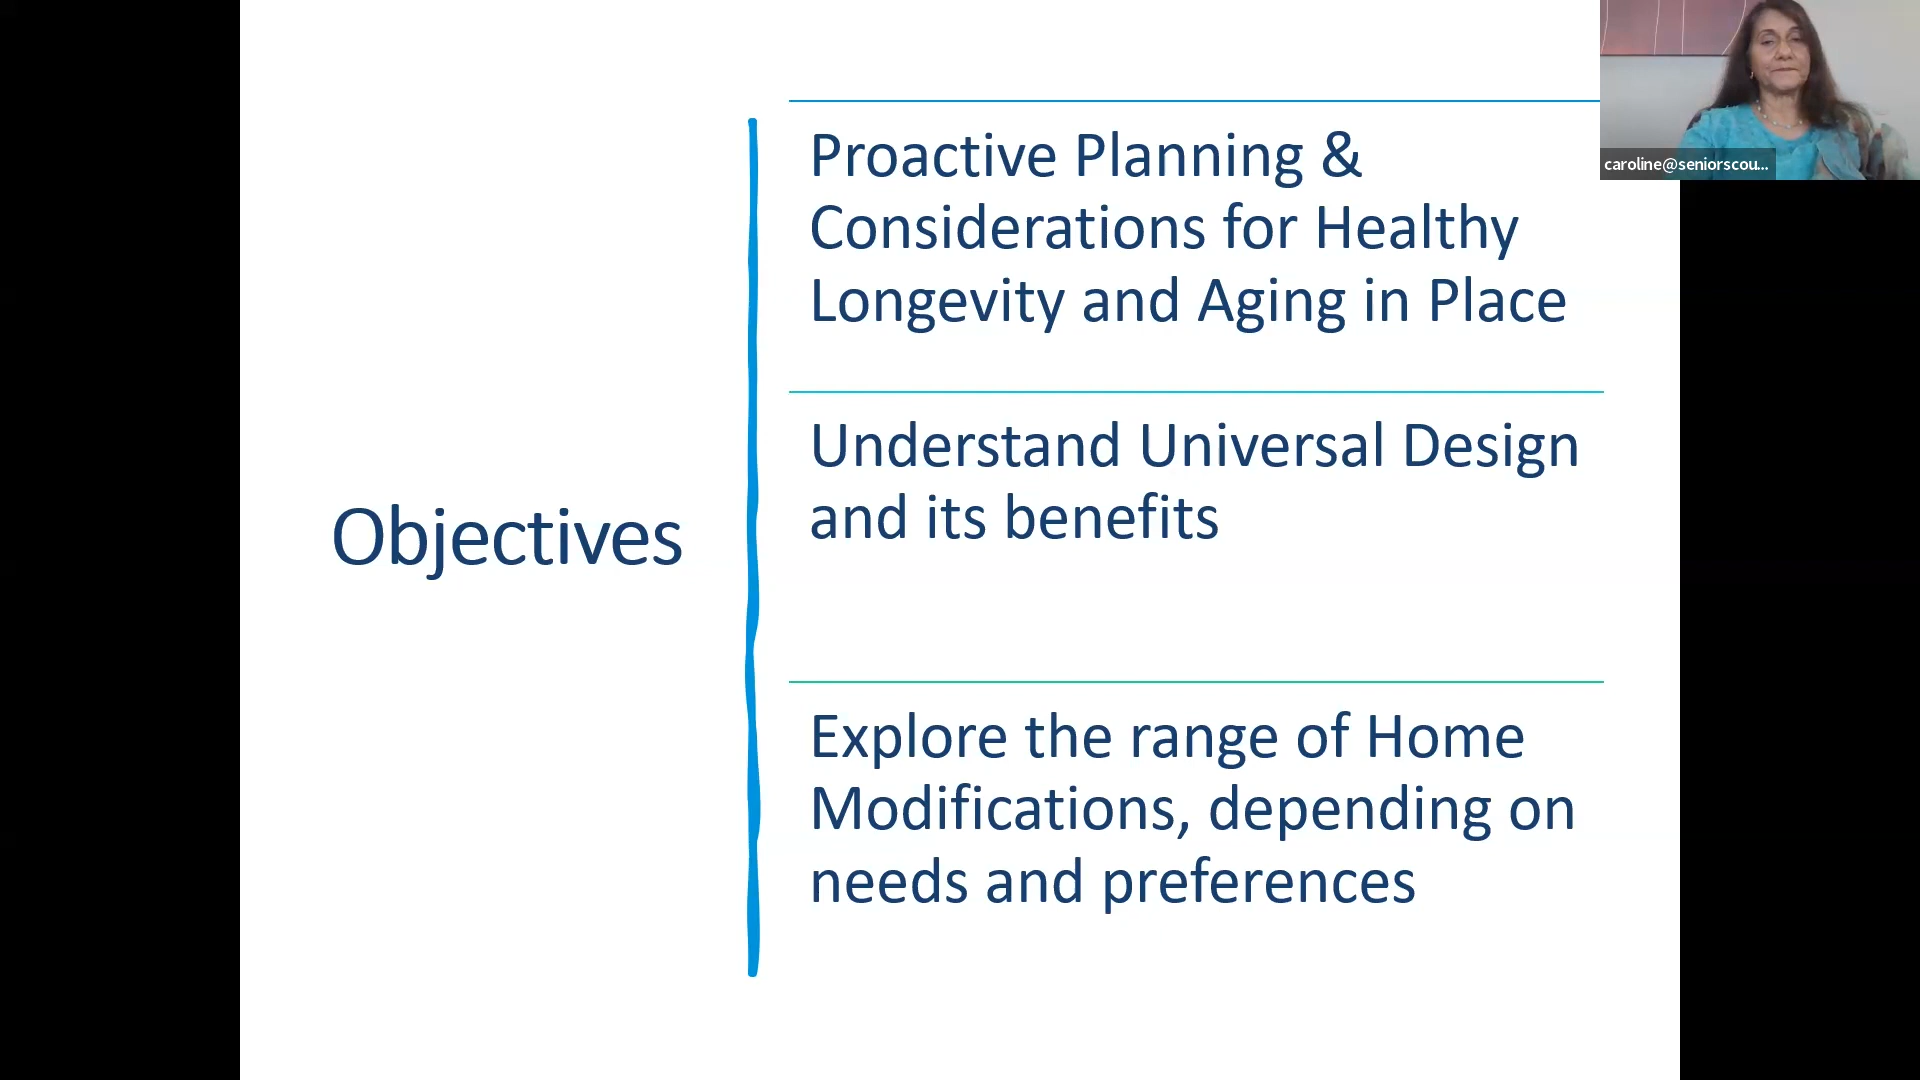 Objectives
Proactive Planning &
Considerations for Healthy
Longevity and Aging in Place
Understand Universal Design
and its benefits
Explore the range of Home
Modifications, depending on
needs and preferences
caroline@seniorscou...